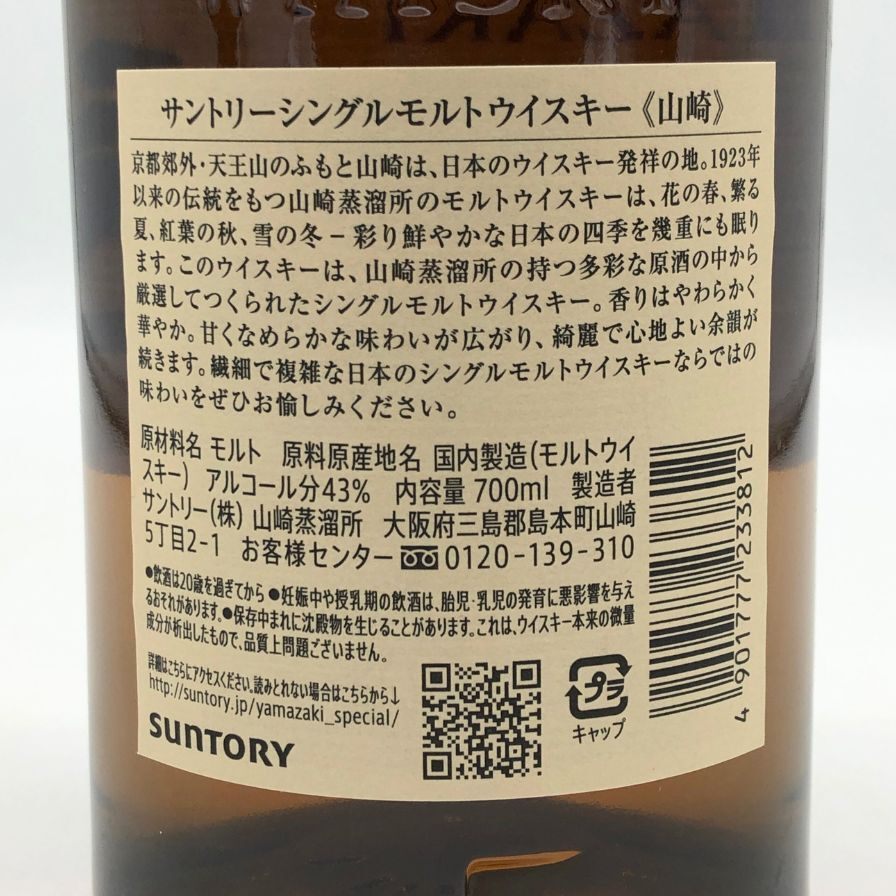 サントリーシングルモルトウイスキー《山崎》
京都郊外・天王山のふもと山崎は、日本のウイスキー発祥の地。1923年
以来の伝統をもつ山崎蒸溜所のモルトウイスキーは、花の春、繁る
夏、紅葉の秋、雪の冬−彩り鮮やかな日本の四季を幾重にも眠り
ます。このウイスキーは、山崎蒸溜所の持つ多彩な原酒の中から
厳選してつくられたシングルモルトウイスキー。香りはやわらかく
華やか。甘くなめらかな味わいが広がり、綺麗で心地よい余韻が
続きます。繊細で複雑な日本のシングルモルトウイスキーならではの
味わいをぜひお愉しみください。
原材料名 モルト 原料原産地名 国内製造(モルトウイ
スキー) アルコール分43% 内容量 700ml 製造者
サントリー(株) 山崎蒸溜所 大阪府三島郡島本町山崎
5丁目2-1 お客様センター 0120-139-310
●飲酒は20歳を過ぎてから ●妊娠中や授乳期の飲酒は、胎児・乳児の発育に悪影響を与え
るおそれがあります。●保存中まれに沈殿物を生じることがあります。これは、ウイスキー本来の微量
成分が析出したもので、品質上問題ございません。
詳細はこちらにアクセスください。読みとれない場合はこちらから↓
http://suntory.jp/yamazaki_special/
SUNTORY
プラ
キャップ
4 901777 233812